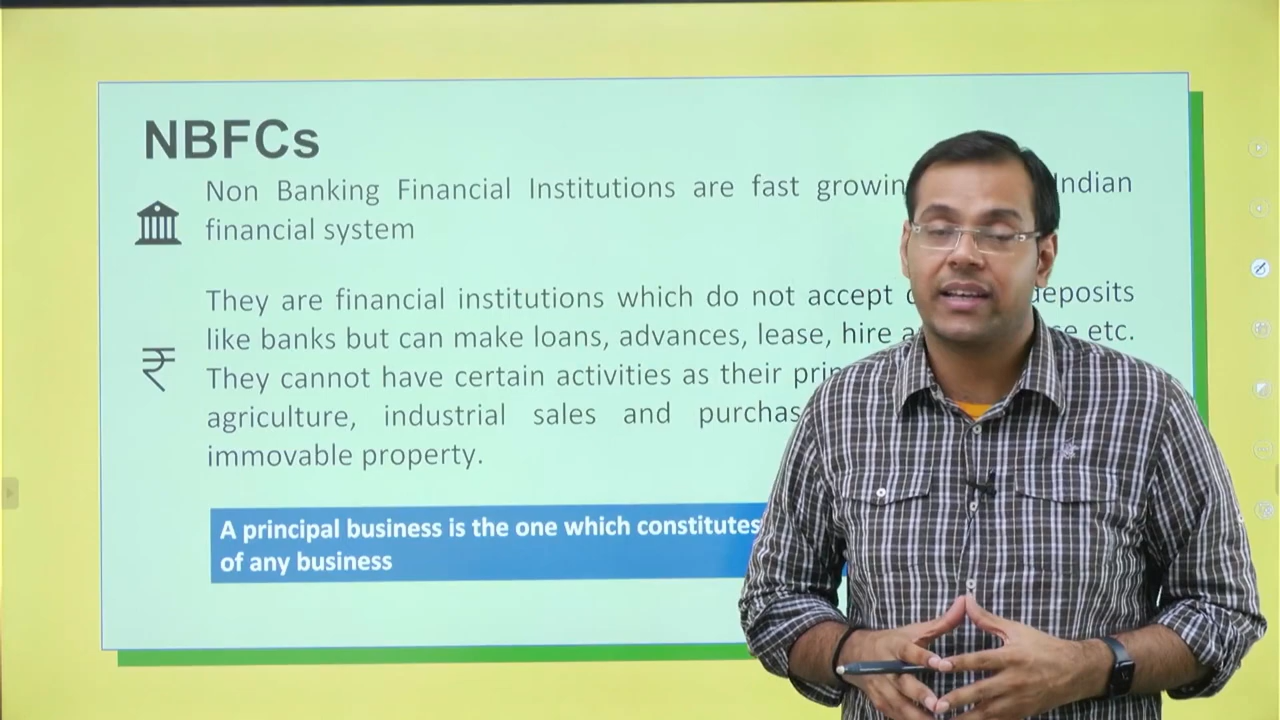 NBFCs
Non Banking Financial Institutions are fast Indian
financial system
They are financial institutions which do not accept deposits
like banks but can make loans, advances, lease, hire etc.
They cannot have certain activities as their
agriculture, industrial sales and
immovable property.
A principal business is the one which constitutes
of any business